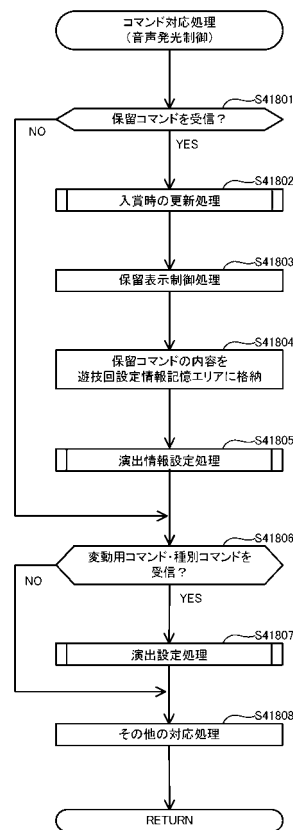 コマンド対応処理
(音声発光制御)
S41801
保留コマンドを受信?
NO
YES
S41802
入賞時の更新処理
S41803
保留表示制御処理
S41804
保留コマンドの内容を
遊技回設定情報記憶エリアに格納
S41805
演出情報設定処理
S41806
変動用コマンド・種別コマンドを
受信?
NO
YES
S41807
演出設定処理
S41808
その他の対応処理
RETURN